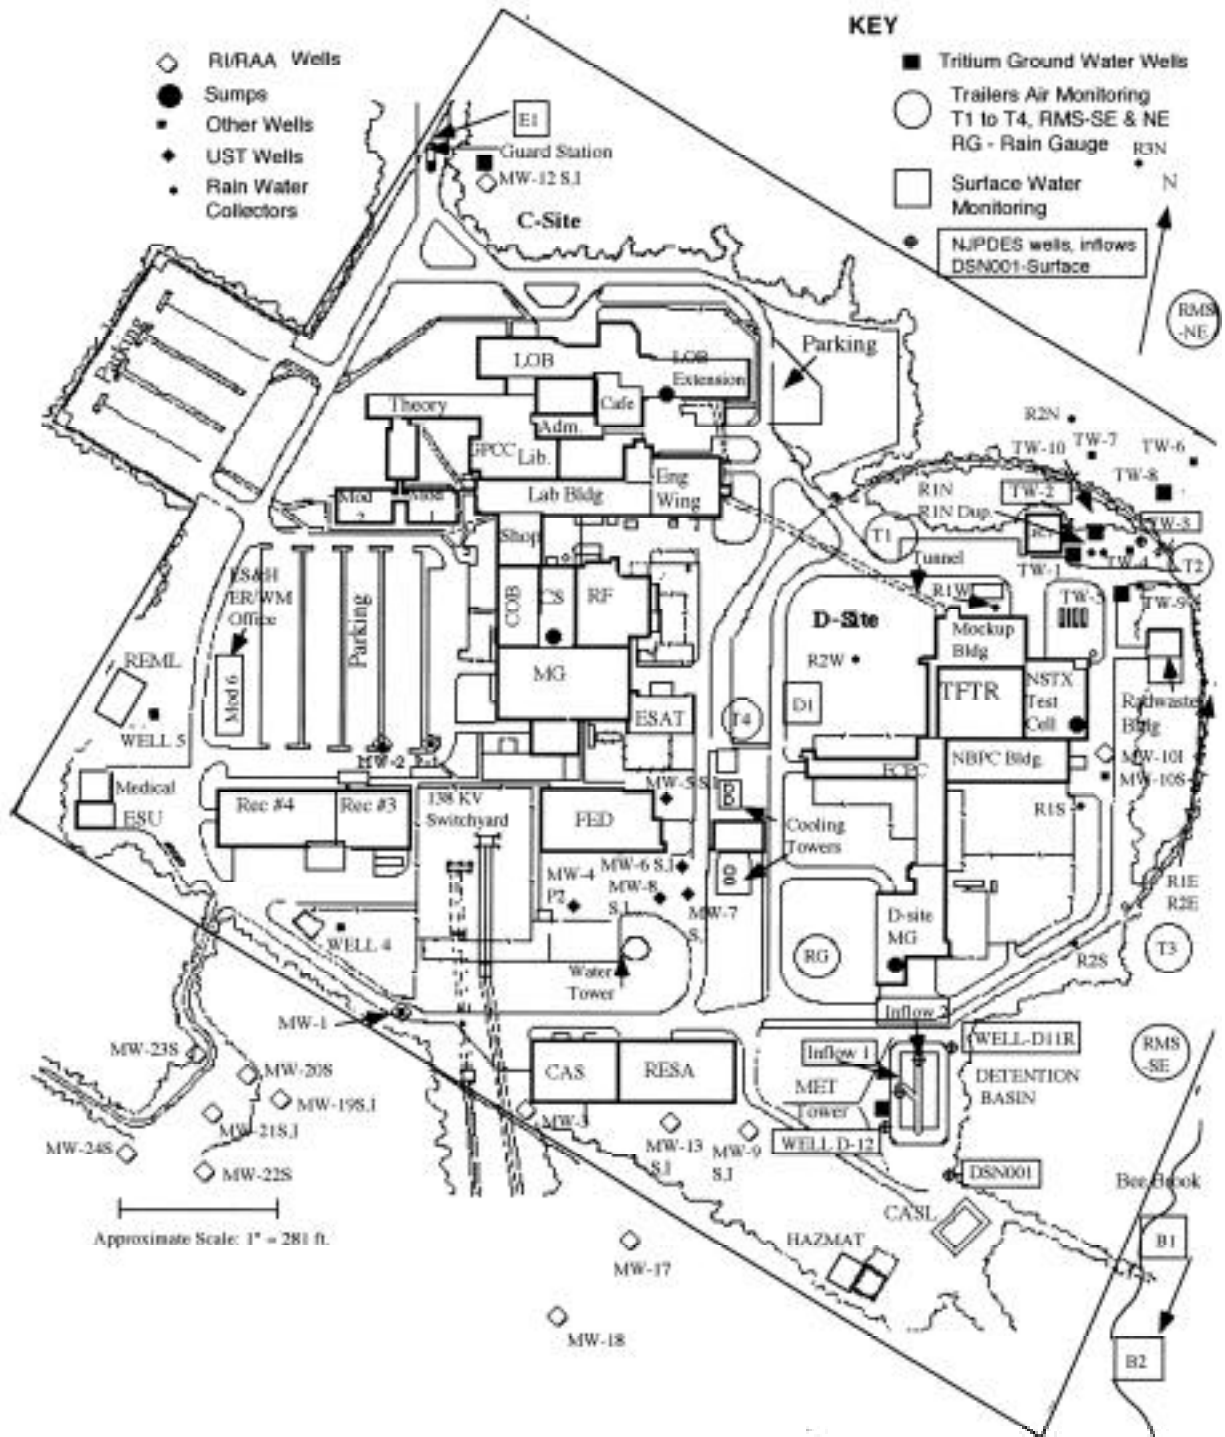 KEY
RI/RAA Wells
Sumps
Other Wells
UST Wells
Rain Water
Collectors
Tritium Ground Water Wells
Trailers Air Monitoring
T1 to T4, RMS-SE & NE
RG - Rain Gauge
R3N
Surface Water
Monitoring
N
NJPDES wells, inflows
DSN001-Surface
E1
Guard Station
MW-12 S,I
C-Site
RMS
-NE
Parking
Parking
LOB
LOB
Extension
Cafe
Theory
Adm.
Lib.
Eng
Wing
Lab Bldg
Mod
Mod
Shop
R2N
TW-7
TW-6
TW-10
TW-8
R1N
TW-2
R1N Dup.
TW-3
T1
TW-1
TW-4
T2
Tunnel
R1W
TW-9
ES&H
ER/WM
Office
Parking
COB
CS
RF
D-Site
Mockup
Bldg
R2W
REML
Mod 6
MG
TFTR
NSTX
Test
Cell
Radwaste
Bldg
WELL 5
ESAT
T4
D1
MW-2
NBPC Bldg.
MW-10I
MW-10S
Medical
ESU
Rec #4
Rec #3
138 KV
Switchyard
MW-5 S,I
FED
Cooling
Towers
R1S
MW-4
P2
MW-6 S,I
MW-8
S,I
MW-7
S,
R1E
R2E
D-site
MG
WELL 4
RG
T3
R2S
Water
Tower
MW-1
Inflow 2
WELL-D11R
RMS
-SE
MW-23S
MW-20S
CAS
RESA
Inflow 1
MET
Tower
DETENTION
BASIN
MW-19S,I
MW-21S,I
MW-3
MW-13
S,I
MW-9
S,I
WELL D-12
MW-24S
MW-22S
DSN001
Bee Brook
CASL
B1
Approximate Scale: 1" = 281 ft.
HAZMAT
MW-17
MW-18
B2